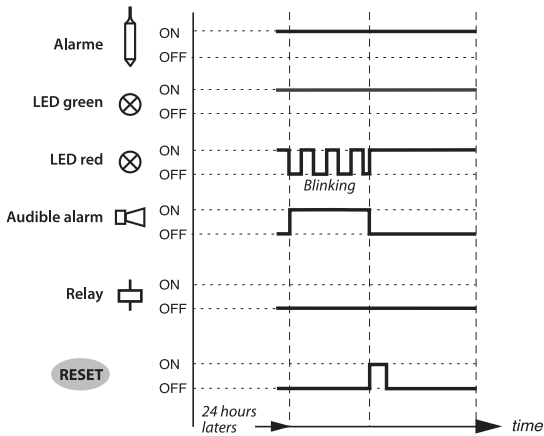 Alarme ON
OFF
LED green ON
OFF
LED red ON
OFF
Blinking
Audible alarm ON
OFF
Relay ON
OFF
RESET ON
OFF
24 hours
laters
time